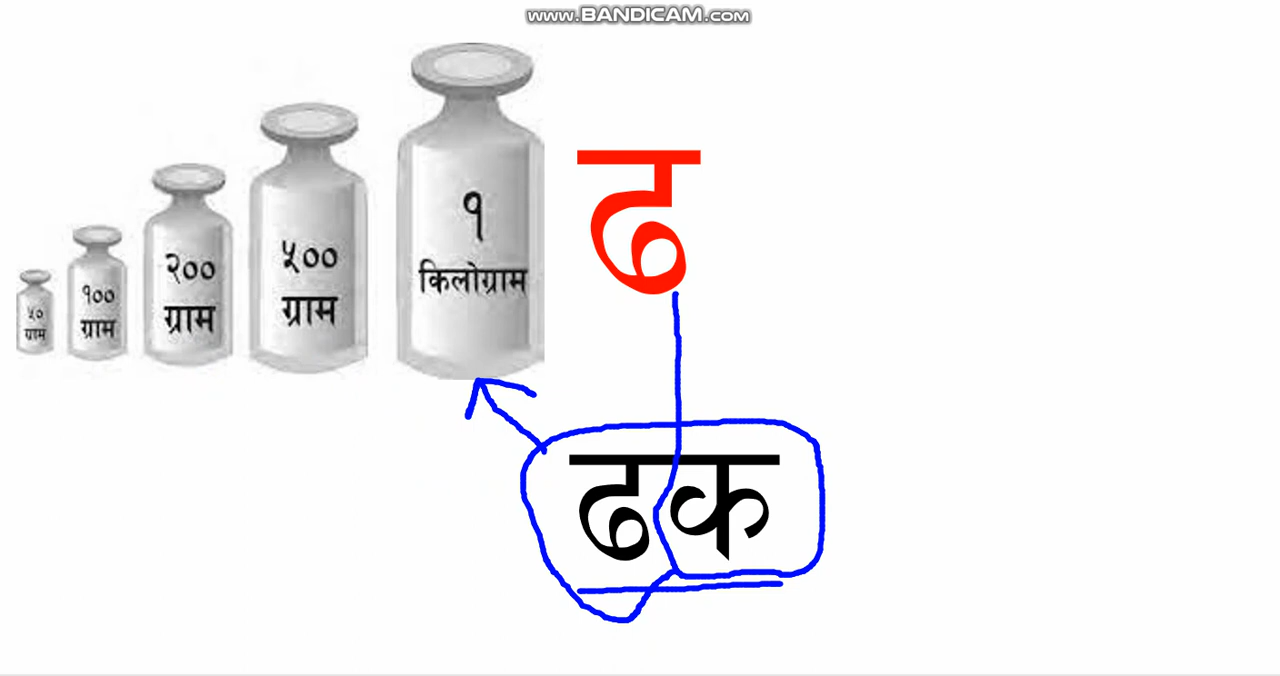 www.BANDICAM.com
५० ग्राम
१०० ग्राम
२०० ग्राम
५०० ग्राम
१ किलोग्राम
ढ
ढक